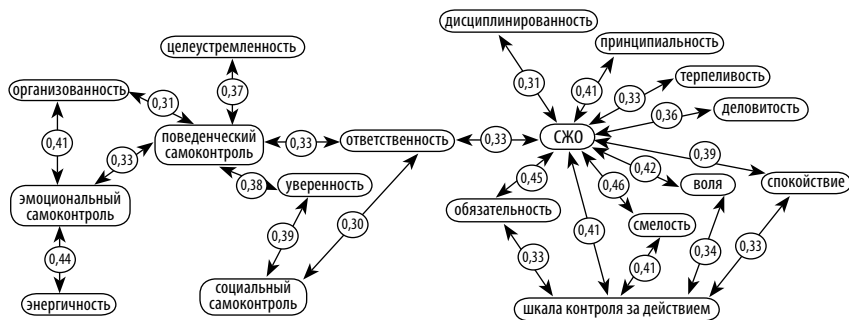 дисциплинированность
целеустремленность
принципиальность
0,31
0,41
терпеливость
организованность
0,37
0,33
0,31
деловитость
0,36
0,41
поведенческий
самоконтроль
0,33
ответственность
0,33
СЖО
0,39
0,33
0,42
0,38
уверенность
0,45
0,46
воля
спокойствие
эмоциональный
самоконтроль
обязательность
0,30
смелость
0,39
0,41
0,44
0,33
0,41
0,34
0,33
социальный
самоконтроль
энергичность
шкала контроля за действием